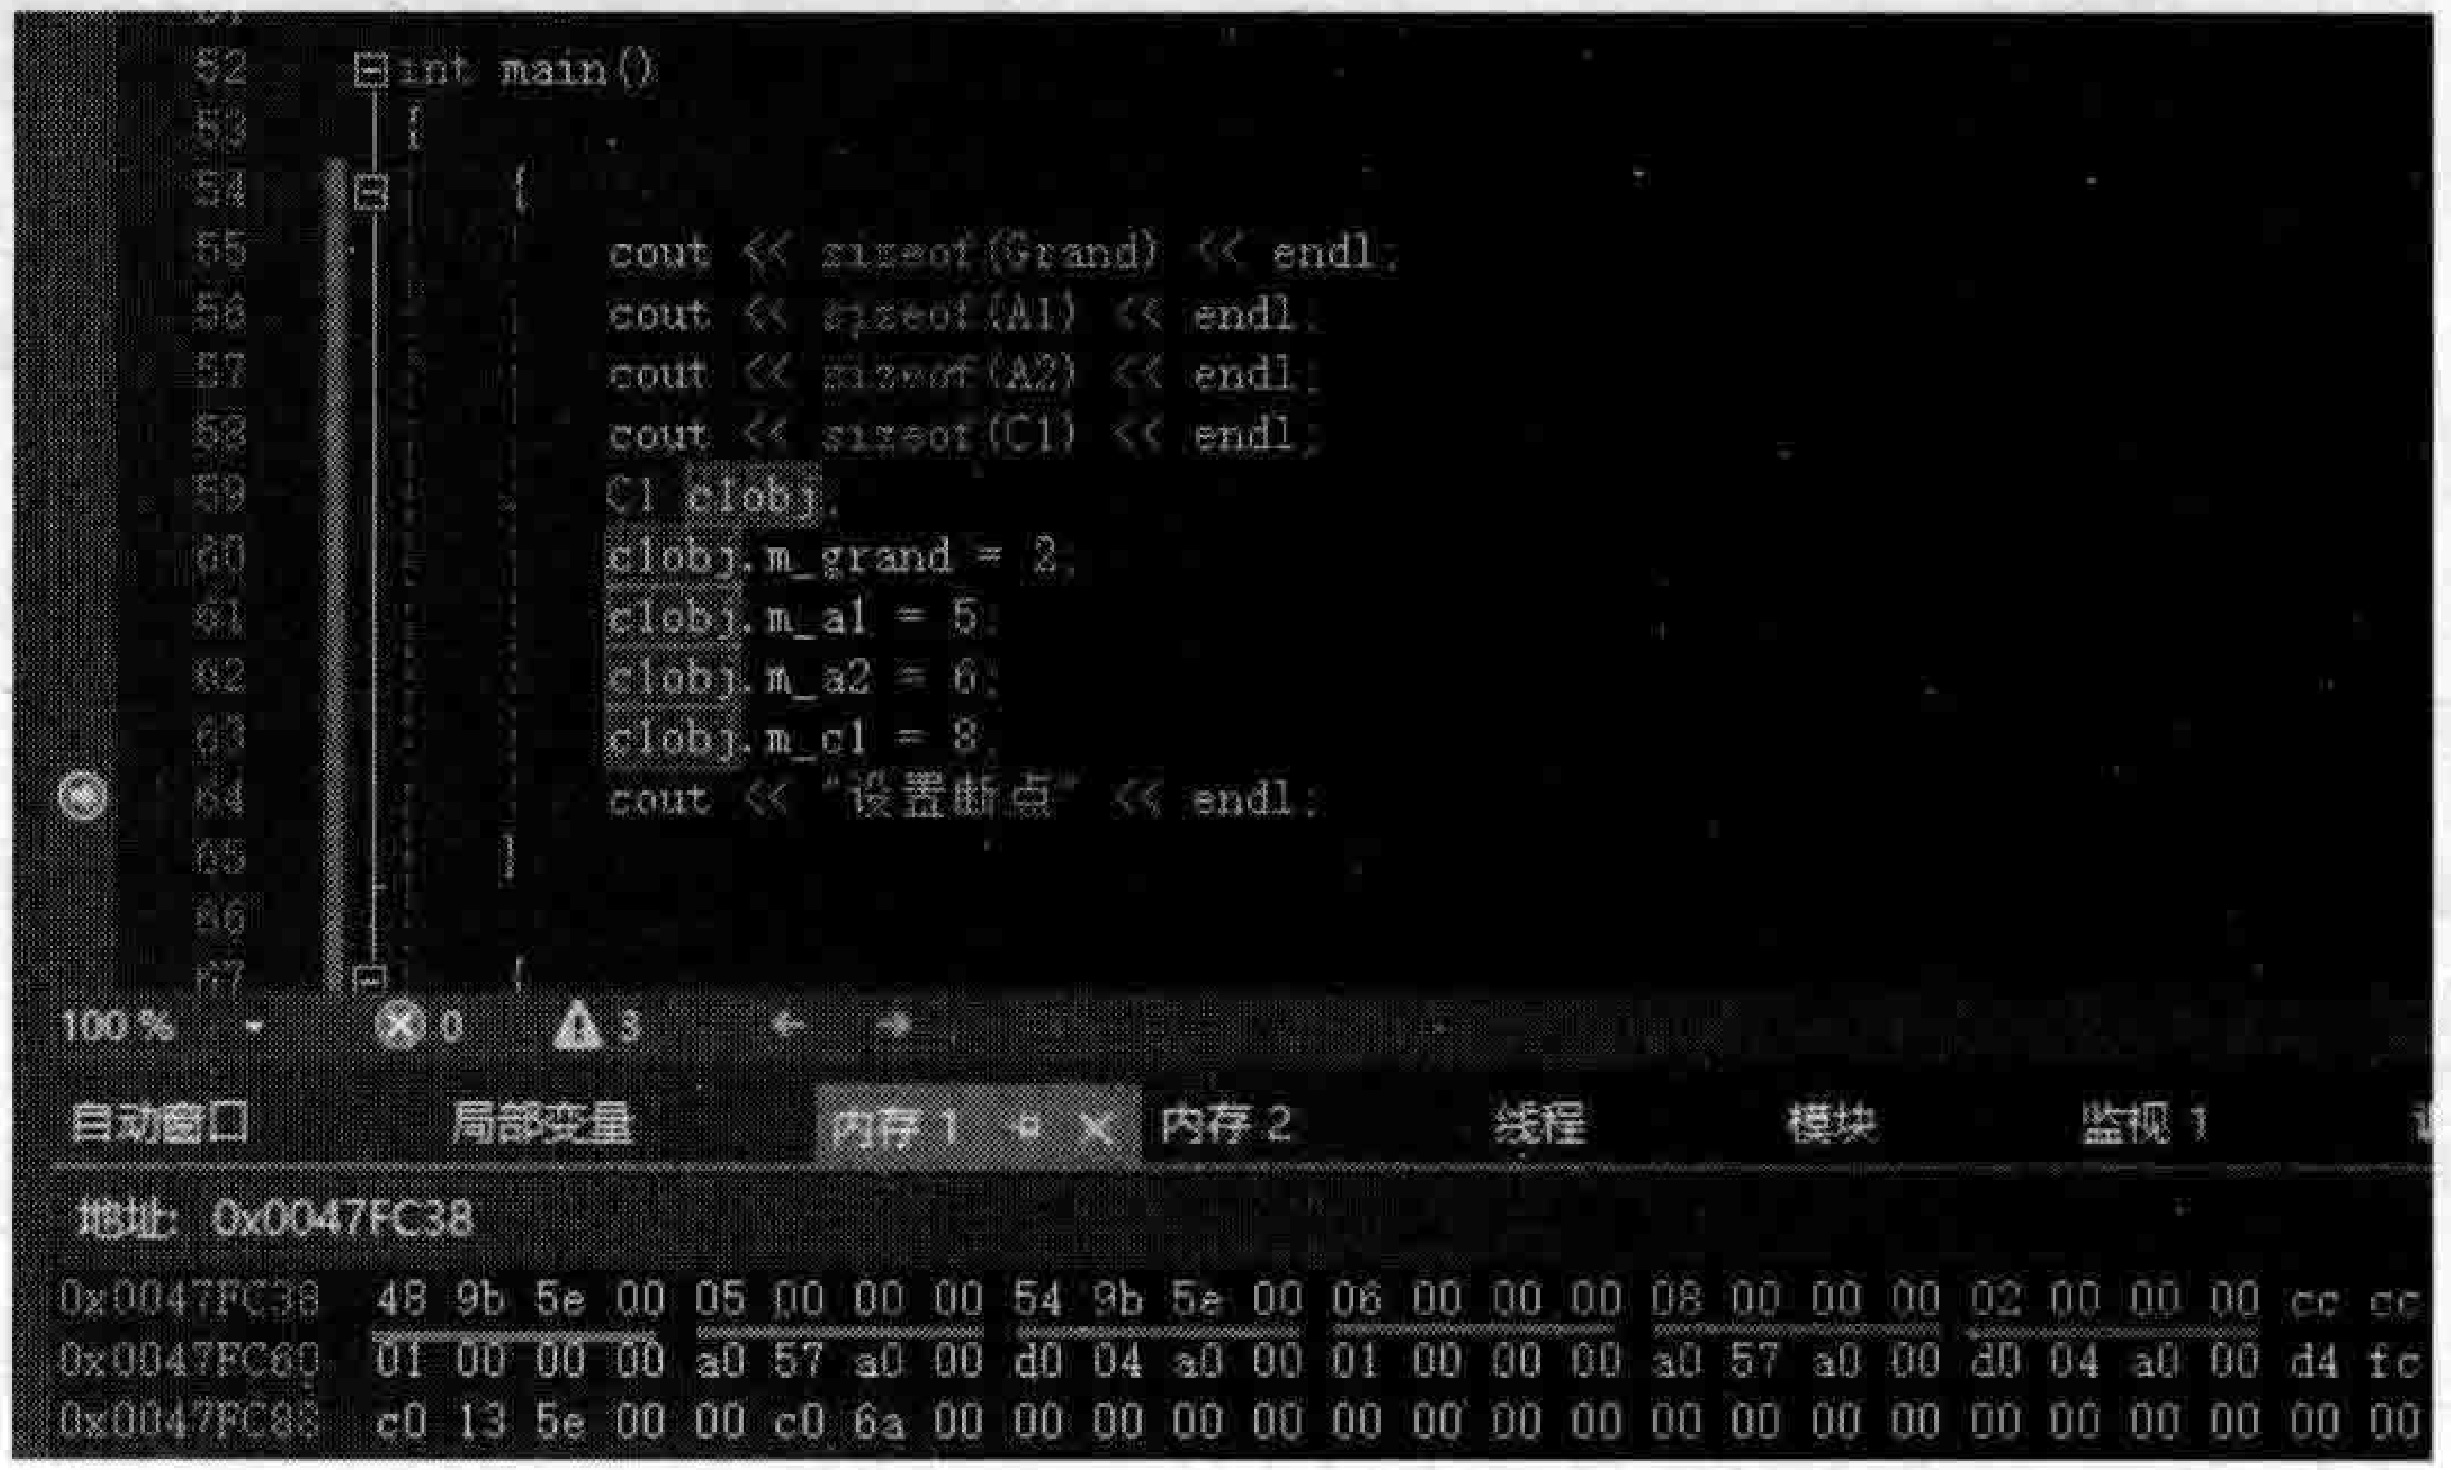 52 int main()
53 {
54 {
55 cout << sizeof(Grand) << endl;
56 cout << sizeof(A1) << endl;
57 cout << sizeof(A2) << endl;
58 cout << sizeof(C1) << endl;
59 C1 c1obj;
60 c1obj.m_grand = 2;
61 c1obj.m_a1 = 5;
62 c1obj.m_a2 = 6;
63 c1obj.m_c1 = 8;
64 cout << "设置断点" << endl;
65 }
66
67 {
100 % 0 3
自动窗口 局部变量 内存 1 内存 2 线程 模块 监视 1
地址: 0x0047FC38
0x0047FC38 48 9b 5e 00 05 00 00 00 54 9b 5e 00 06 00 00 00 08 00 00 00 02 00 00 00 cc cc
0x0047FC60 01 00 00 00 a0 57 a0 00 d0 04 a0 00 01 00 00 00 a0 57 a0 00 d0 04 a0 00 d4 fc
0x0047FC88 c0 13 5e 00 00 c0 6a 00 00 00 00 00 00 00 00 00 00 00 00 00 00 00 00 00 00 00